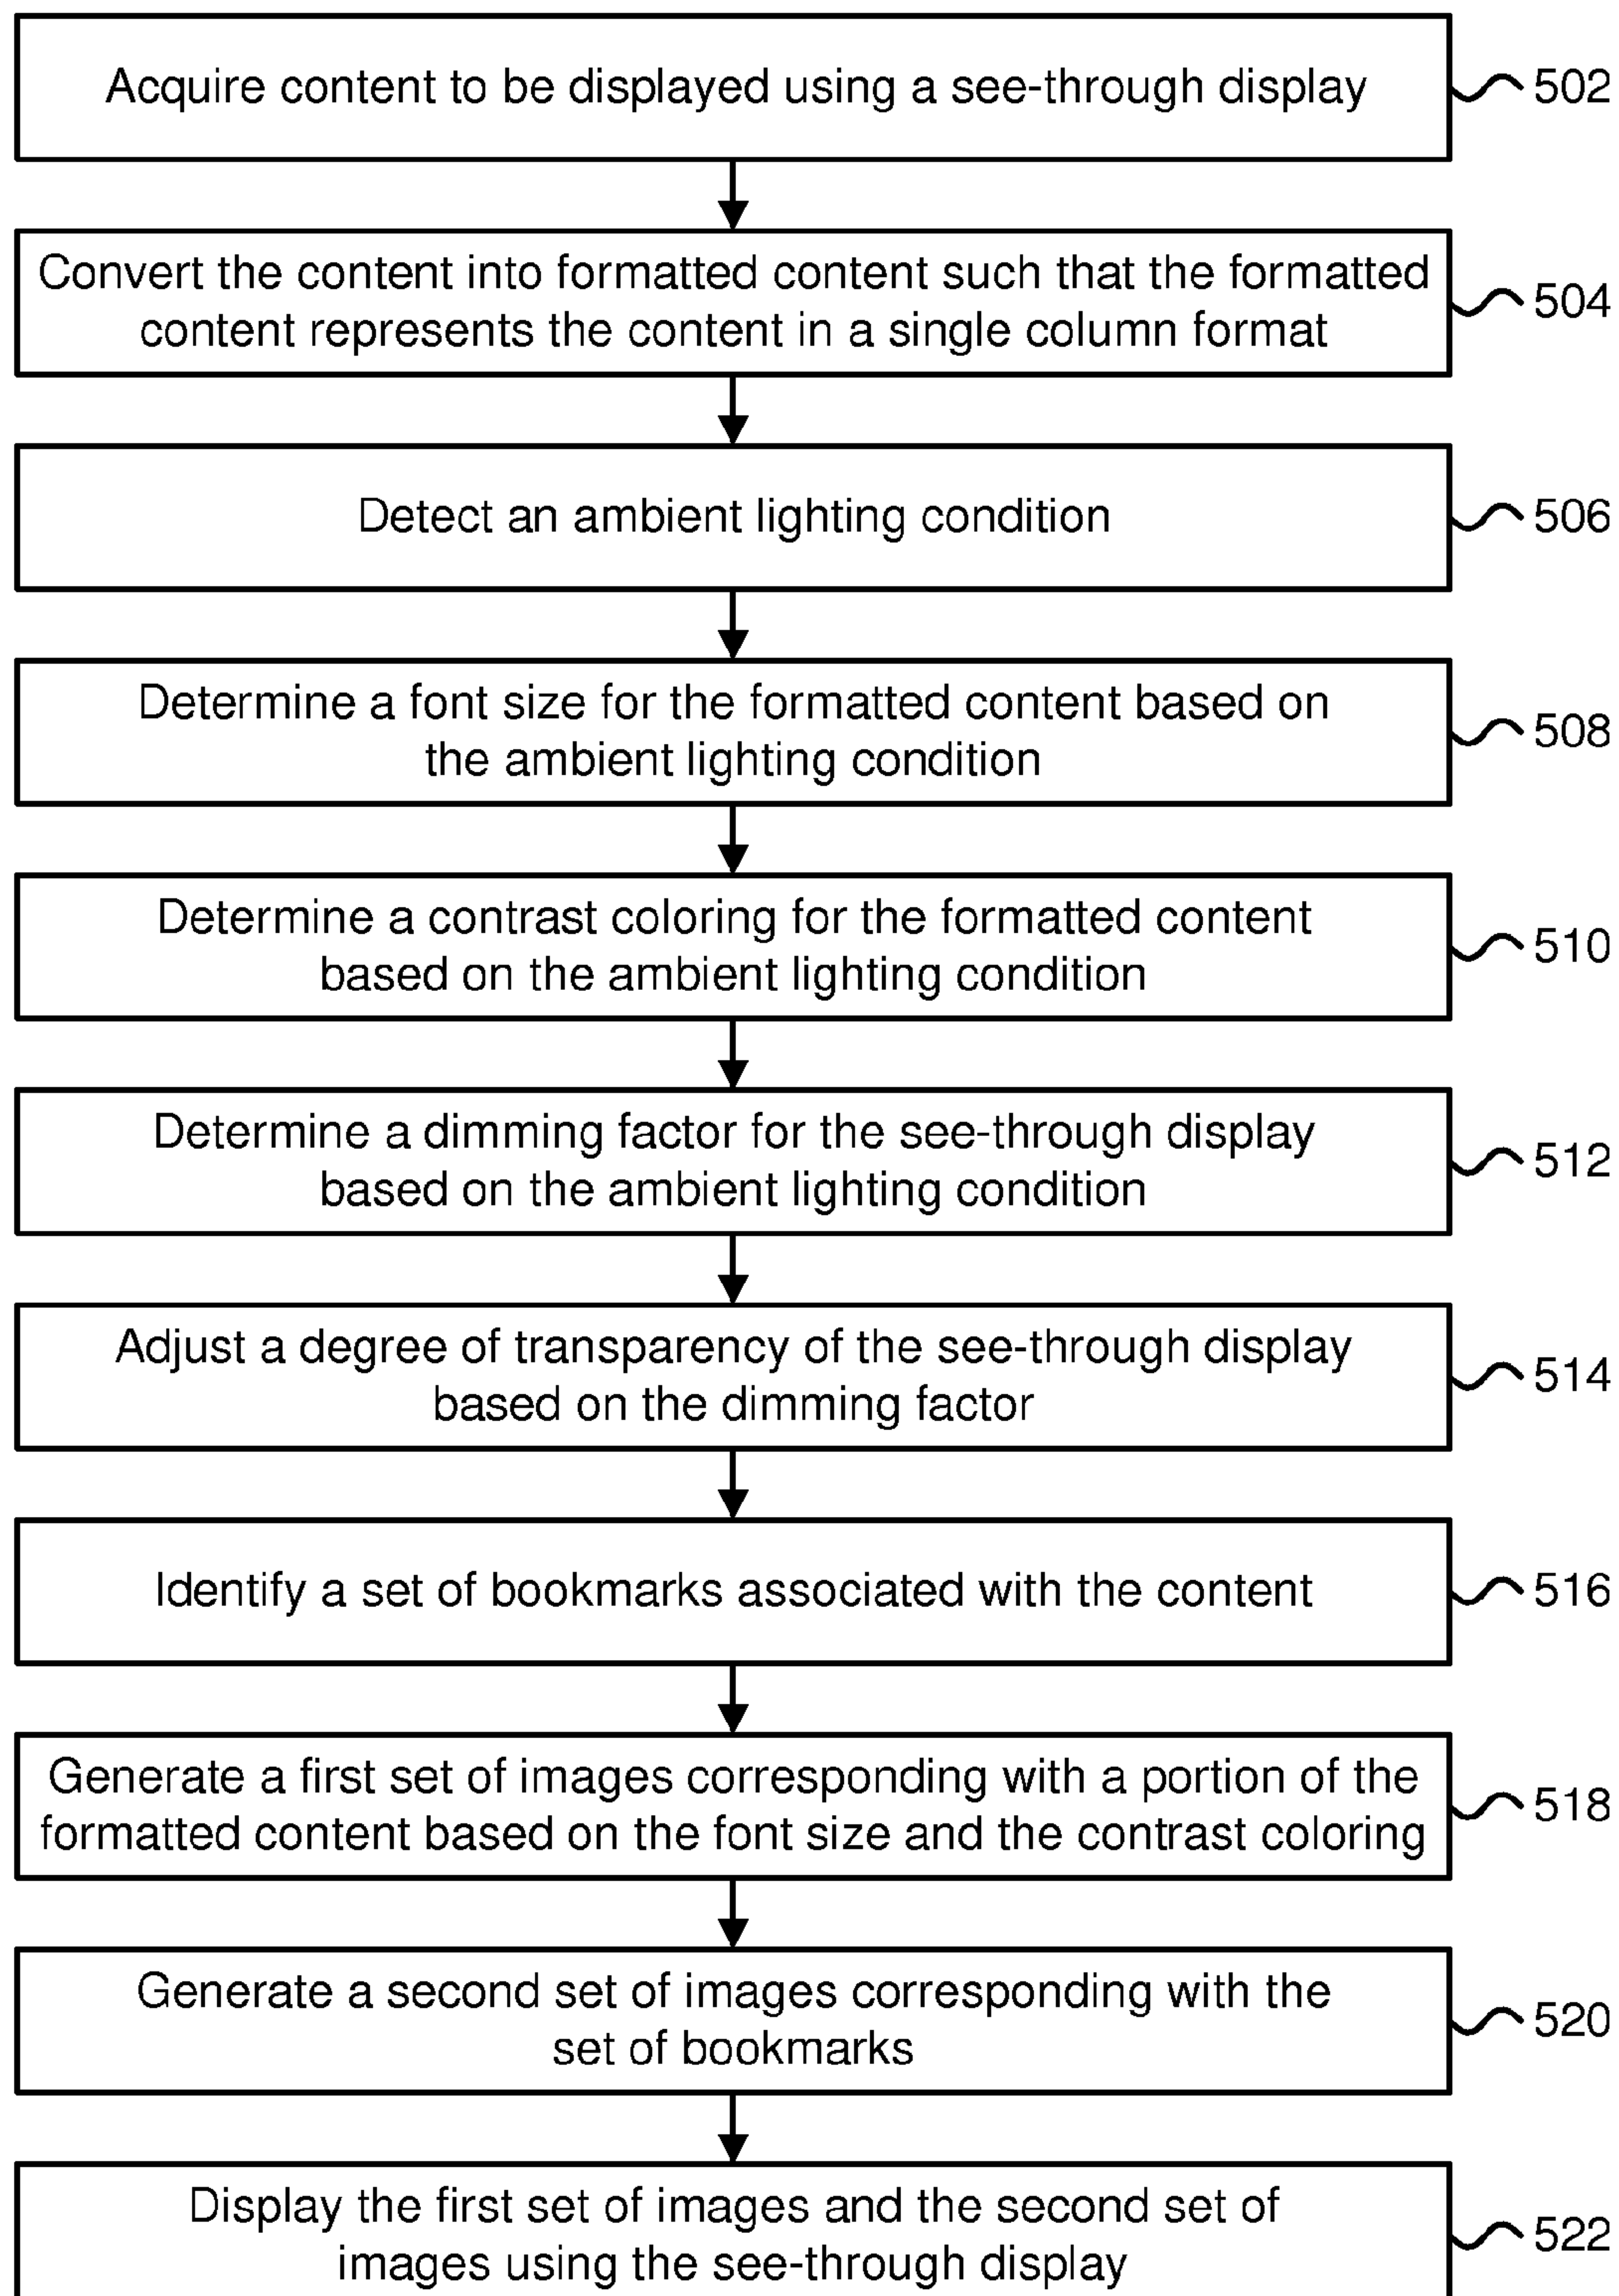 Acquire content to be displayed using a see-through display
502
Convert the content into formatted content such that the formatted
content represents the content in a single column format
504
Detect an ambient lighting condition
506
Determine a font size for the formatted content based on
the ambient lighting condition
508
Determine a contrast coloring for the formatted content
based on the ambient lighting condition
510
Determine a dimming factor for the see-through display
based on the ambient lighting condition
512
Adjust a degree of transparency of the see-through display
based on the dimming factor
514
Identify a set of bookmarks associated with the content
516
Generate a first set of images corresponding with a portion of the
formatted content based on the font size and the contrast coloring
518
Generate a second set of images corresponding with the
set of bookmarks
520
Display the first set of images and the second set of
images using the see-through display
522